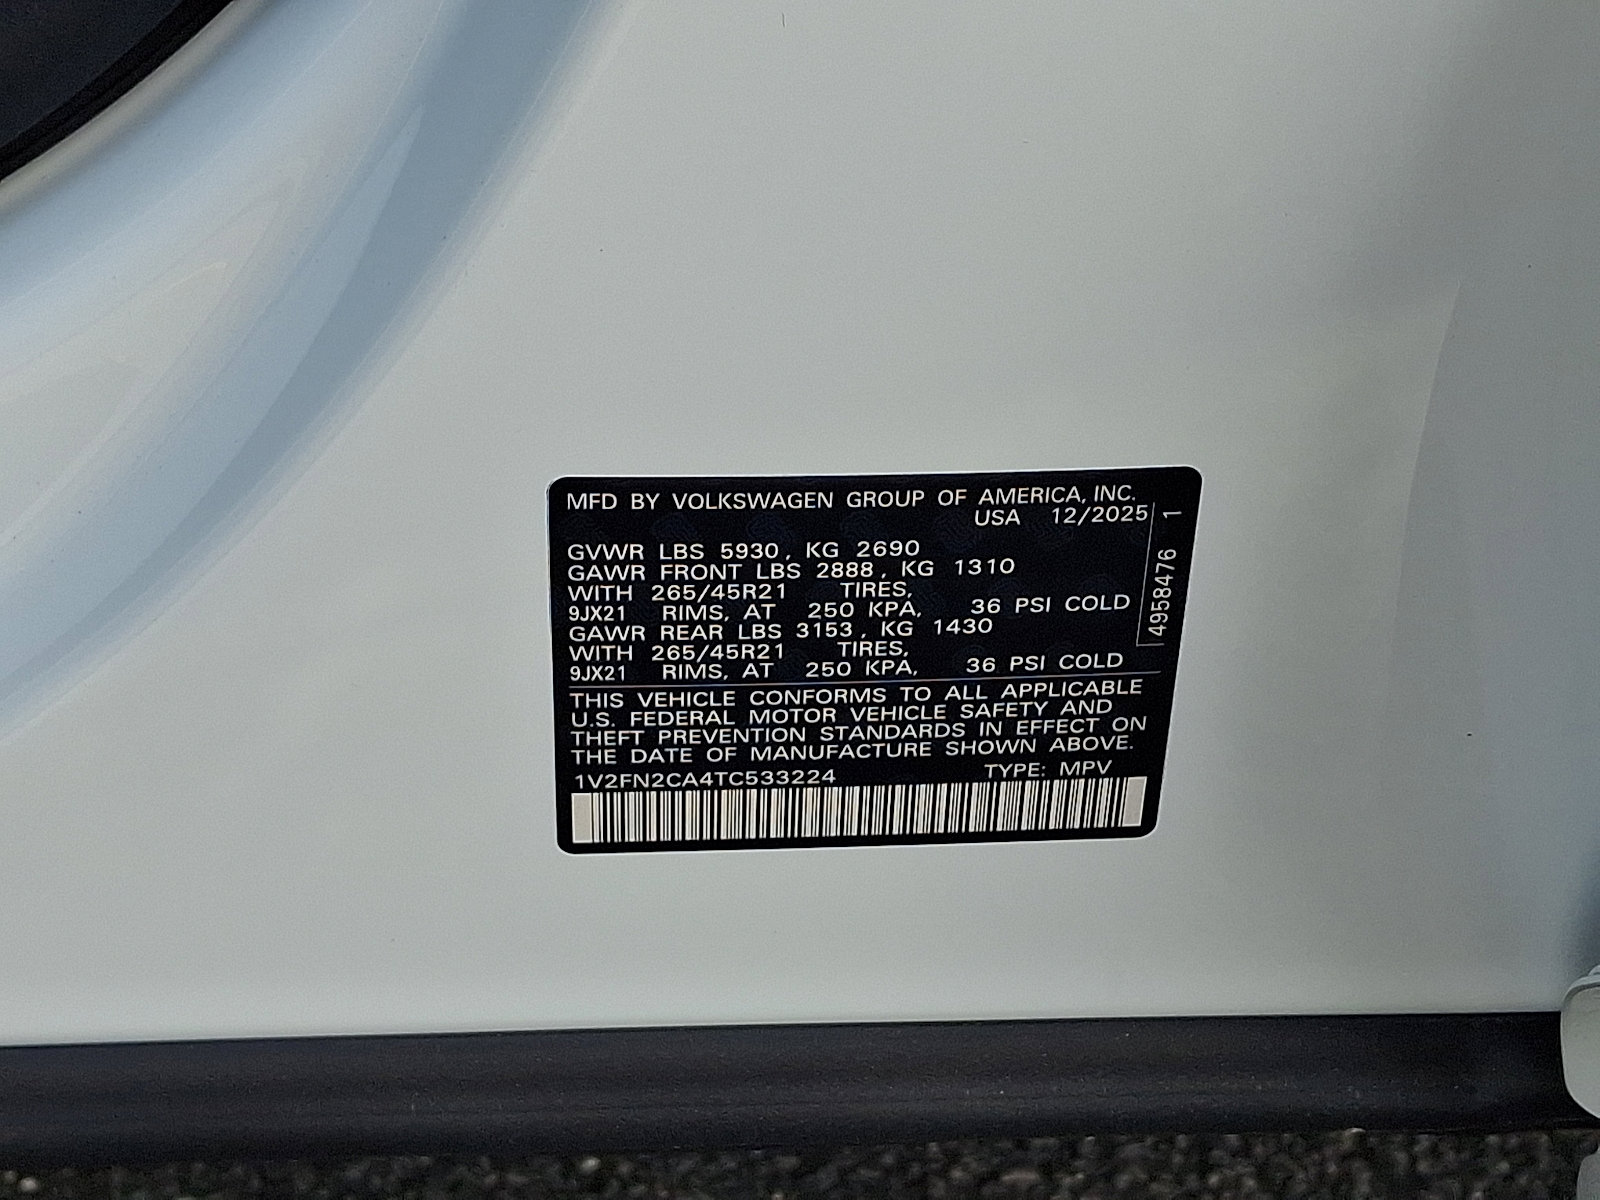 MFD BY VOLKSWAGEN GROUP OF AMERICA, INC.
USA 12/2025
GVWR LBS 5930, KG 2690
GAWR FRONT LBS 2888, KG 1310
WITH 265/45R21 TIRES,
9JX21 RIMS, AT 250 KPA, 36 PSI COLD
GAWR REAR LBS 3153, KG 1430
WITH 265/45R21 TIRES,
9JX21 RIMS, AT 250 KPA, 36 PSI COLD
THIS VEHICLE CONFORMS TO ALL APPLICABLE
U.S. FEDERAL MOTOR VEHICLE SAFETY AND
THEFT PREVENTION STANDARDS IN EFFECT ON
THE DATE OF MANUFACTURE SHOWN ABOVE.
1V2FN2CA4TC533224 TYPE: MPV
4958476 1